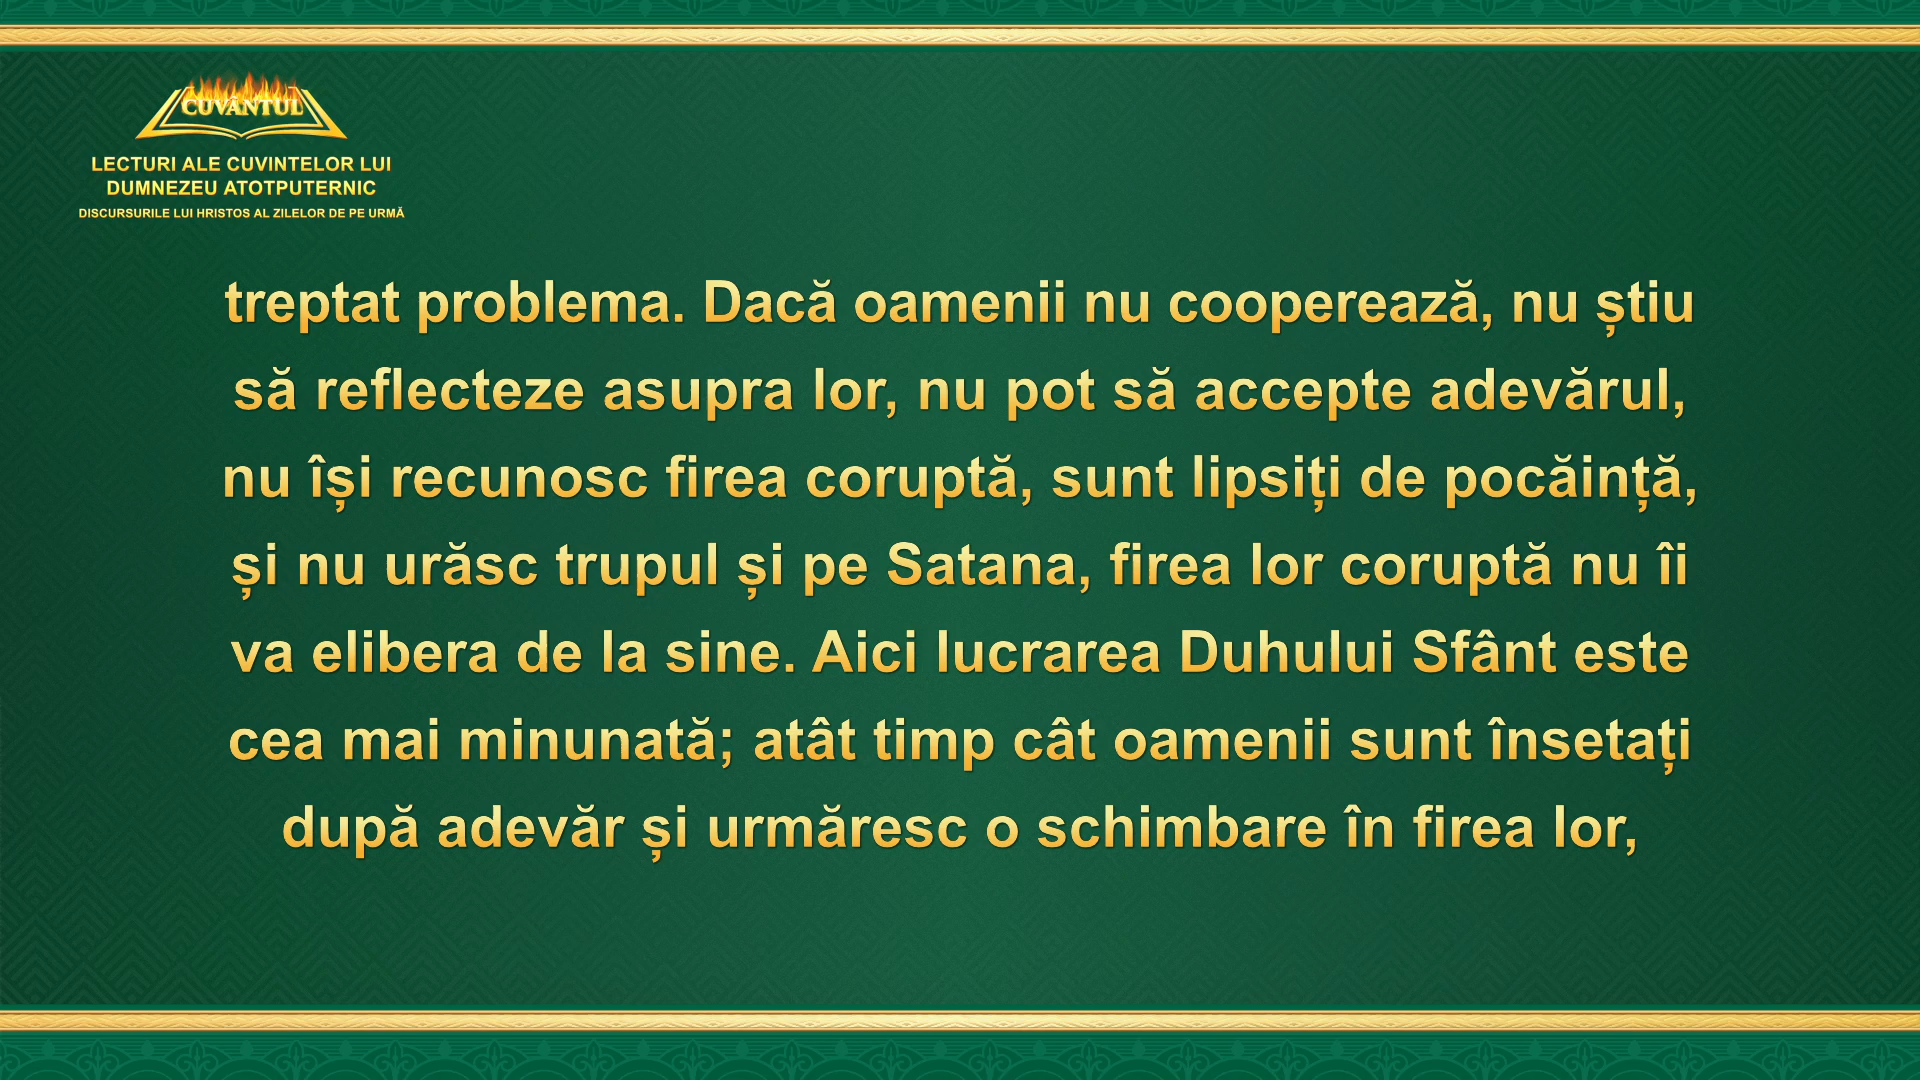 CUVÂNTUL
LECTURI ALE CUVINTELOR LUI
DUMNEZEU ATOTPUTERNIC
DISCURSURILE LUI HRISTOS AL ZILELOR DE PE URMĂ
treptat problema. Dacă oamenii nu cooperează, nu știu
să reflecteze asupra lor, nu pot să accepte adevărul,
nu își recunosc firea coruptă, sunt lipsiți de pocăință,
și nu urăsc trupul și pe Satana, firea lor coruptă nu îi
va elibera de la sine. Aici lucrarea Duhului Sfânt este
cea mai minunată; atât timp cât oamenii sunt însetați
după adevăr și urmăresc o schimbare în firea lor,